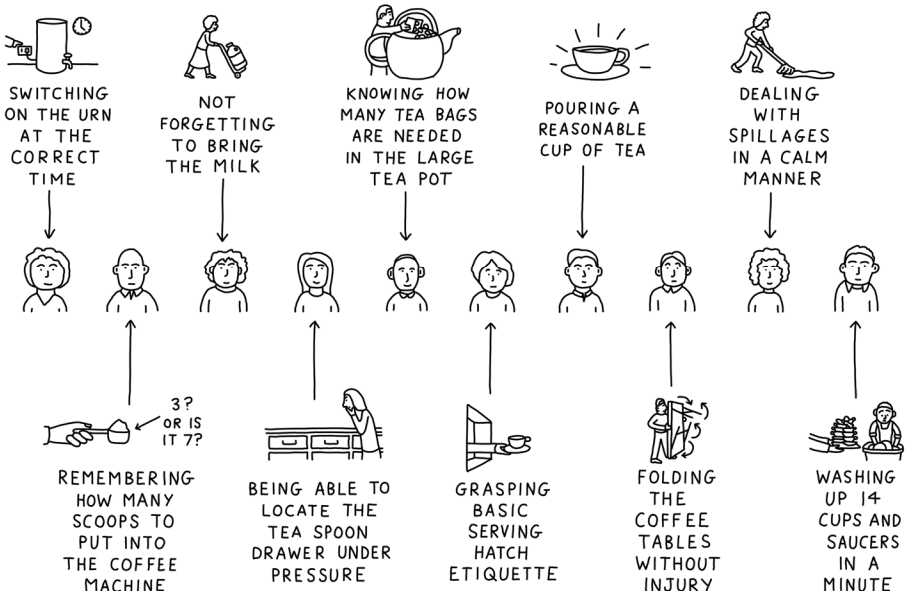 SWITCHING
ON THE URN
AT THE
CORRECT
TIME
NOT
FORGETTING
TO BRING
THE MILK
KNOWING HOW
MANY TEA BAGS
ARE NEEDED
IN THE LARGE
TEA POT
POURING A
REASONABLE
CUP OF TEA
DEALING
WITH
SPILLAGES
IN A CALM
MANNER
3?
OR IS
IT 7?
REMEMBERING
HOW MANY
SCOOPS TO
PUT INTO
THE COFFEE
MACHINE
BEING ABLE TO
LOCATE THE
TEA SPOON
DRAWER UNDER
PRESSURE
GRASPING
BASIC
SERVING
HATCH
ETIQUETTE
FOLDING
THE
COFFEE
TABLES
WITHOUT
INJURY
WASHING
UP 14
CUPS AND
SAUCERS
IN A
MINUTE